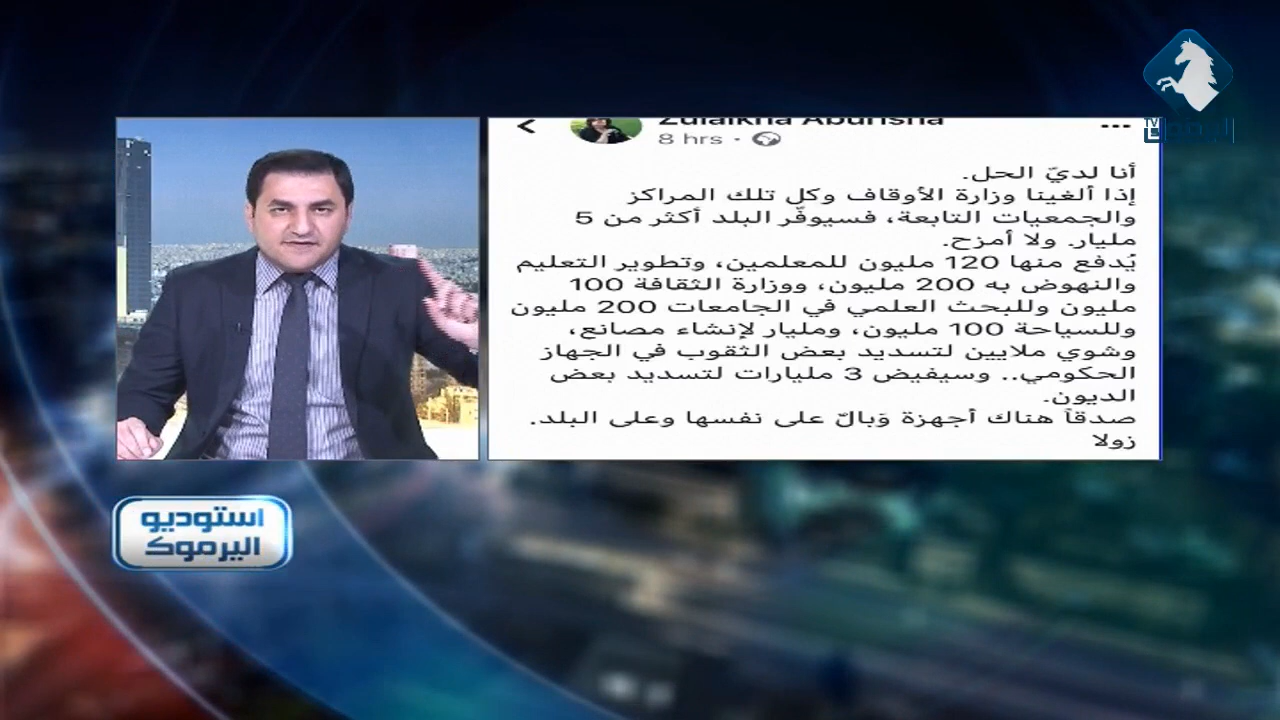 Zulaikha Aburisha
8 hrs ·
أنا لديّ الحل.
إذا ألغينا وزارة الأوقاف وكل تلك المراكز
والجمعيات التابعة، فسيوفّر البلد أكثر من 5
مليار. ولا أمزح.
يُدفع منها 120 مليون للمعلمين، وتطوير التعليم
والنهوض به 200 مليون، ووزارة الثقافة 100
مليون وللبحث العلمي في الجامعات 200 مليون
وللسياحة 100 مليون، ومليار لإنشاء مصانع،
وشوي ملايين لتسديد بعض الثقوب في الجهاز
الحكومي.. وسيفيض 3 مليارات لتسديد بعض
الديون.
صدقاً هناك أجهزة وَبالٌ على نفسها وعلى البلد.
زولا
استوديو
اليرموك
اليرموك TV